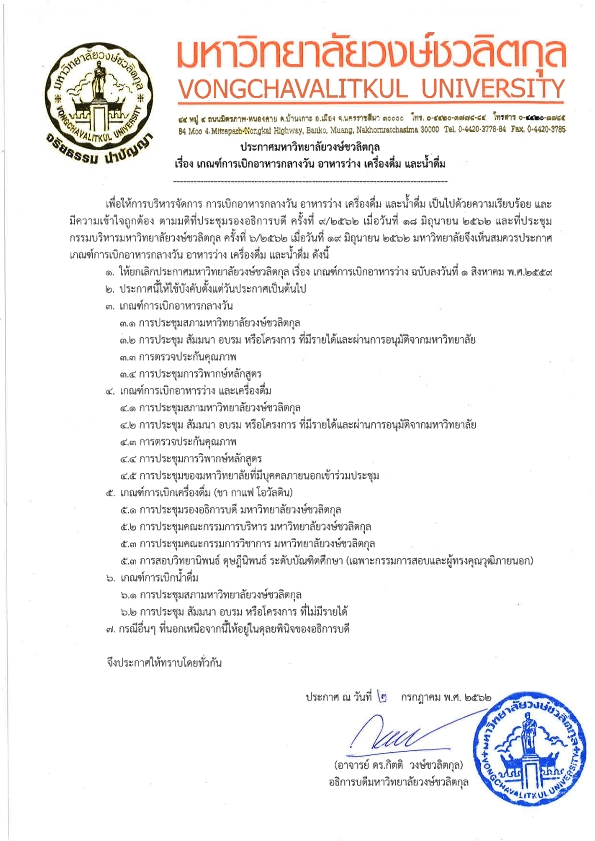 มหาวิทยาลัยวงษ์ชวลิตกุล
VONGCHAVALITKUL UNIVERSITY
มหาวิทยาลัยวงษ์ชวลิตกุล
VONGCHAVALITKUL UNIVERSITY
จริยธรรม นำปัญญา
๘๔ หมู่ ๔ ถนนมิตรภาพ-หนองคาย ต.บ้านเกาะ อ.เมือง จ.นครราชสีมา ๓๐๐๐๐ โทร. ๐-๔๔๒๐-๓๗๗๘-๘๔ โทรสาร ๐-๔๔๒๐-๓๗๘๕
84 Moo 4 Mittaparb-Nongkai Highway, Banko, Muang, Nakhornratchasima 30000 Tel. 0-4420-3778-84 Fax. 0-4420-3785
ประกาศมหาวิทยาลัยวงษ์ชวลิตกุล
เรื่อง เกณฑ์การเบิกอาหารกลางวัน อาหารว่าง เครื่องดื่ม และน้ำดื่ม
เพื่อให้การบริหารจัดการ การเบิกอาหารกลางวัน อาหารว่าง เครื่องดื่ม และน้ำดื่ม เป็นไปด้วยความเรียบร้อย และ
มีความเข้าใจถูกต้อง ตามมติที่ประชุมรองอธิการบดี ครั้งที่ ๙/๒๕๖๒ เมื่อวันที่ ๑๘ มิถุนายน ๒๕๖๒ และที่ประชุม
กรรมบริหารมหาวิทยาลัยวงษ์ชวลิตกุล ครั้งที่ ๖/๒๕๖๒ เมื่อวันที่ ๑๙ มิถุนายน ๒๕๖๒ มหาวิทยาลัยจึงเห็นสมควรประกาศ
เกณฑ์การเบิกอาหารกลางวัน อาหารว่าง เครื่องดื่ม และน้ำดื่ม ดังนี้
๑. ให้ยกเลิกประกาศมหาวิทยาลัยวงษ์ชวลิตกุล เรื่อง เกณฑ์การเบิกอาหารว่าง ฉบับลงวันที่ ๑ สิงหาคม พ.ศ.๒๕๕๙
๒. ประกาศนี้ให้ใช้บังคับตั้งแต่วันประกาศเป็นต้นไป
๓. เกณฑ์การเบิกอาหารกลางวัน
๓.๑ การประชุมสภามหาวิทยาลัยวงษ์ชวลิตกุล
๓.๒ การประชุม สัมมนา อบรม หรือโครงการ ที่มีรายได้และผ่านการอนุมัติจากมหาวิทยาลัย
๓.๓ การตรวจประกันคุณภาพ
๓.๔ การประชุมการวิพากษ์หลักสูตร
๔. เกณฑ์การเบิกอาหารว่าง และเครื่องดื่ม
๔.๑ การประชุมสภามหาวิทยาลัยวงษ์ชวลิตกุล
๔.๒ การประชุม สัมมนา อบรม หรือโครงการ ที่มีรายได้และผ่านการอนุมัติจากมหาวิทยาลัย
๔.๓ การตรวจประกันคุณภาพ
๔.๔ การประชุมการวิพากษ์หลักสูตร
๔.๕ การประชุมของมหาวิทยาลัยที่มีบุคคลภายนอกเข้าร่วมประชุม
๕. เกณฑ์การเบิกเครื่องดื่ม (ชา กาแฟ โอวัลติน)
๕.๑ การประชุมรองอธิการบดี มหาวิทยาลัยวงษ์ชวลิตกุล
๕.๒ การประชุมคณะกรรมการบริหาร มหาวิทยาลัยวงษ์ชวลิตกุล
๕.๓ การประชุมคณะกรรมการวิชาการ มหาวิทยาลัยวงษ์ชวลิตกุล
๕.๓ การสอบวิทยานิพนธ์ ดุษฎีนิพนธ์ ระดับบัณฑิตศึกษา (เฉพาะกรรมการสอบและผู้ทรงคุณวุฒิภายนอก)
๖. เกณฑ์การเบิกน้ำดื่ม
๖.๑ การประชุมสภามหาวิทยาลัยวงษ์ชวลิตกุล
๖.๒ การประชุม สัมมนา อบรม หรือโครงการ ที่ไม่มีรายได้
๗. กรณีอื่นๆ ที่นอกเหนือจากนี้ให้อยู่ในดุลยพินิจของอธิการบดี
จึงประกาศให้ทราบโดยทั่วกัน
ประกาศ ณ วันที่ ๒ กรกฎาคม พ.ศ. ๒๕๖๒
(อาจารย์ ดร.กิตติ วงษ์ชวลิตกุล)
อธิการบดีมหาวิทยาลัยวงษ์ชวลิตกุล
มหาวิทยาลัยวงษ์ชวลิตกุล
VONGCHAVALITKUL UNIVERSITY